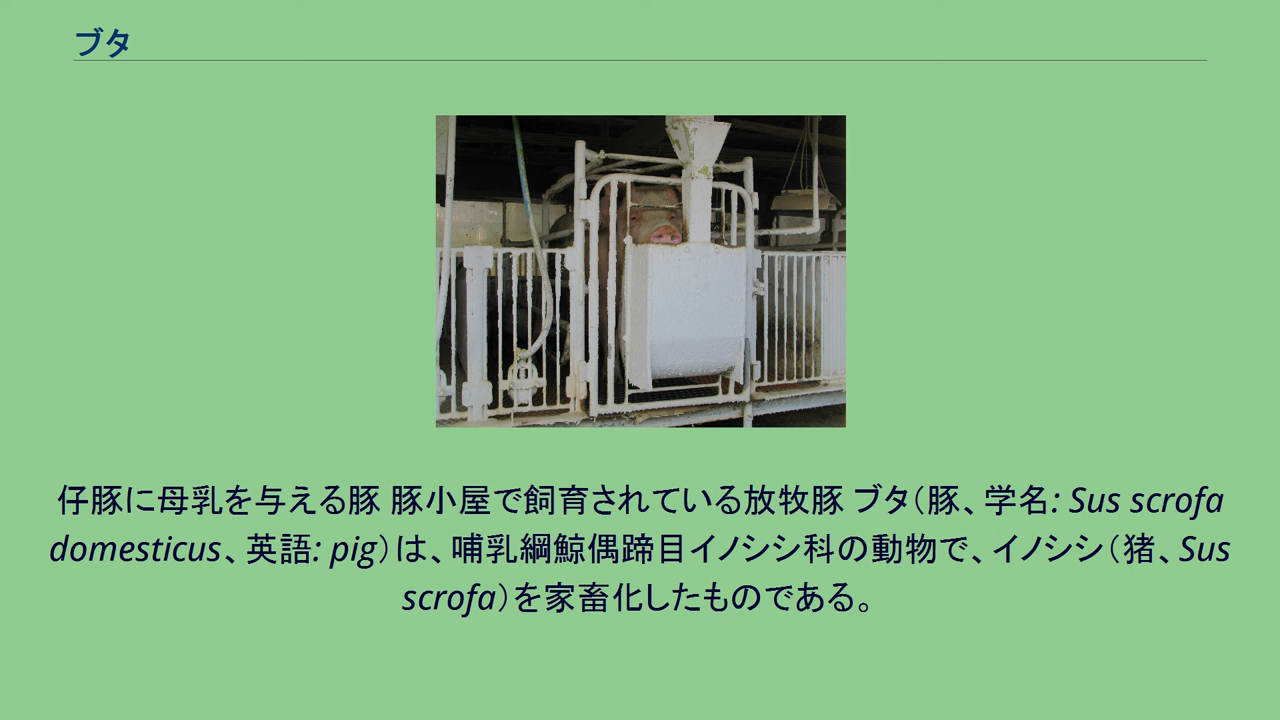 ブタ
仔豚に母乳を与える豚 豚小屋で飼育されている放牧豚 ブタ（豚、学名: Sus scrofa
domesticus、英語: pig）は、哺乳綱鯨偶蹄目イノシシ科の動物で、イノシシ（猪、Sus
scrofa）を家畜化したものである。